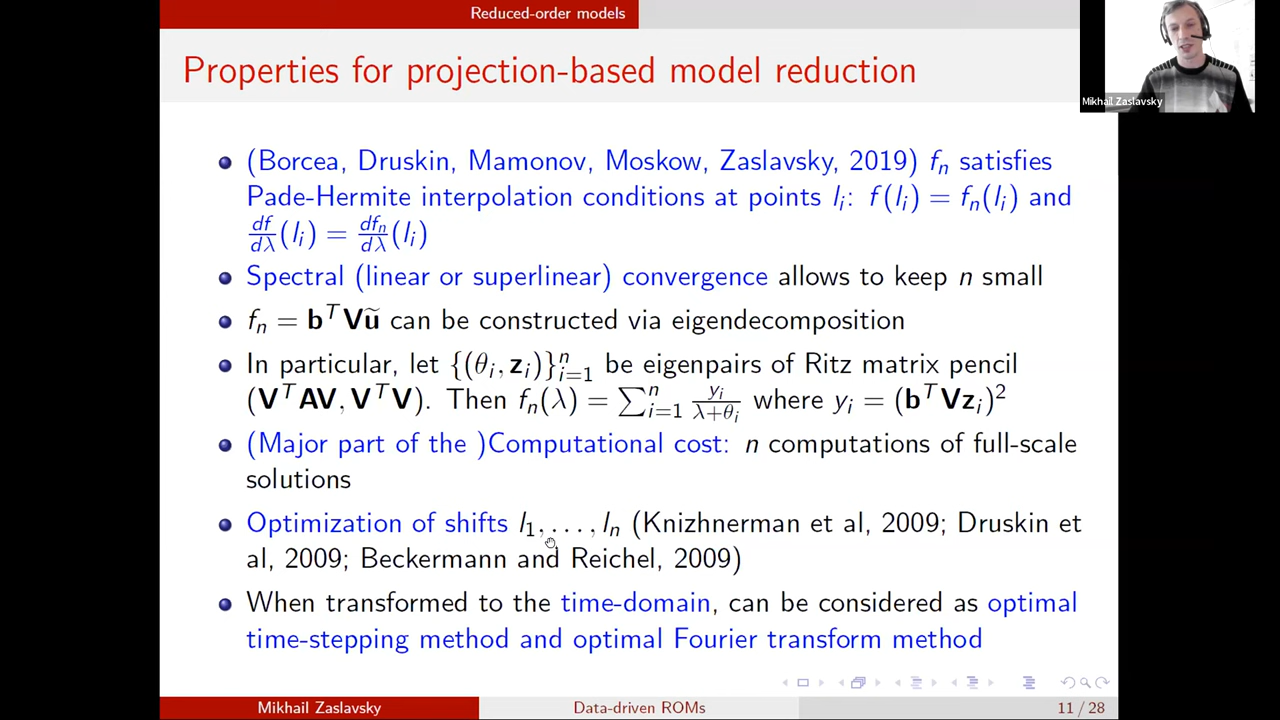 Reduced-order models
Properties for projection-based model reduction
Mikhail Zaslavsky
(Borcea, Druskin, Mamonov, Moskow, Zaslavsky, 2019) fₙ satisfies
Pade-Hermite interpolation conditions at points lᵢ: f(lᵢ) = fₙ(lᵢ) and
df/dλ(lᵢ) = dfₙ/dλ(lᵢ)
Spectral (linear or superlinear) convergence allows to keep n small
fₙ = bᵀVũ can be constructed via eigendecomposition
In particular, let {(θᵢ, zᵢ)}ⁿᵢ₌₁ be eigenpairs of Ritz matrix pencil
(VᵀAV, VᵀV). Then fₙ(λ) = ∑ⁿᵢ₌₁ yᵢ/(λ+θᵢ) where yᵢ = (bᵀVzᵢ)²
(Major part of the )Computational cost: n computations of full-scale
solutions
Optimization of shifts l₁, . . . , lₙ (Knizhnerman et al, 2009; Druskin et
al, 2009; Beckermann and Reichel, 2009)
When transformed to the time-domain, can be considered as optimal
time-stepping method and optimal Fourier transform method
Mikhail Zaslavsky
Data-driven ROMs
11 / 28